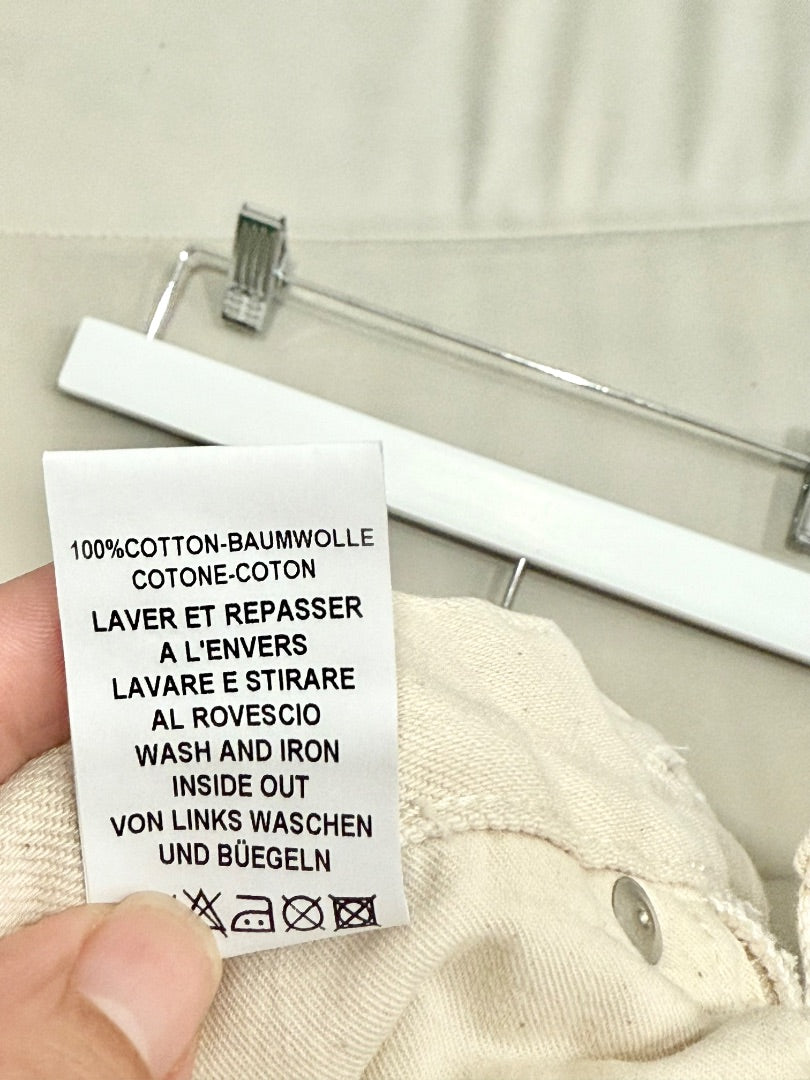 100%COTTON-BAUMWOLLE
COTONE-COTON
LAVER ET REPASSER
A L'ENVERS
LAVARE E STIRARE
AL ROVESCIO
WASH AND IRON
INSIDE OUT
VON LINKS WASCHEN
UND BÜEGELN